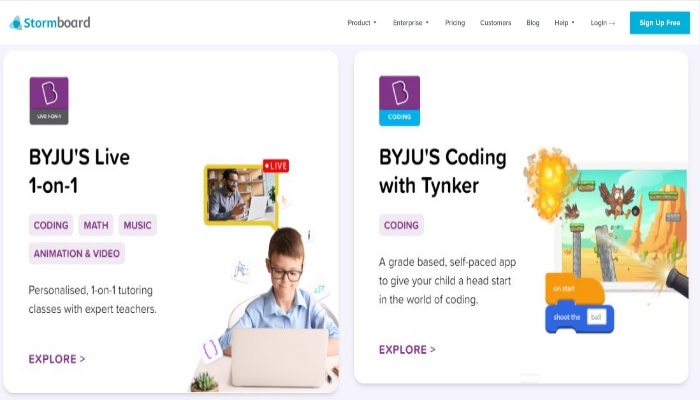 Stormboard
Product Enterprise Pricing Customers Blog Help Login → Sign Up Free
LIVE 1-ON-1
BYJU'S Live
1-on-1
CODING MATH MUSIC
ANIMATION & VIDEO
Personalised, 1-on-1 tutoring
classes with expert teachers.
EXPLORE >
LIVE
CODING
BYJU'S Coding
with Tynker
CODING
A grade based, self-paced app
to give your child a head start
in the world of coding.
EXPLORE >
on start
shoot the ball